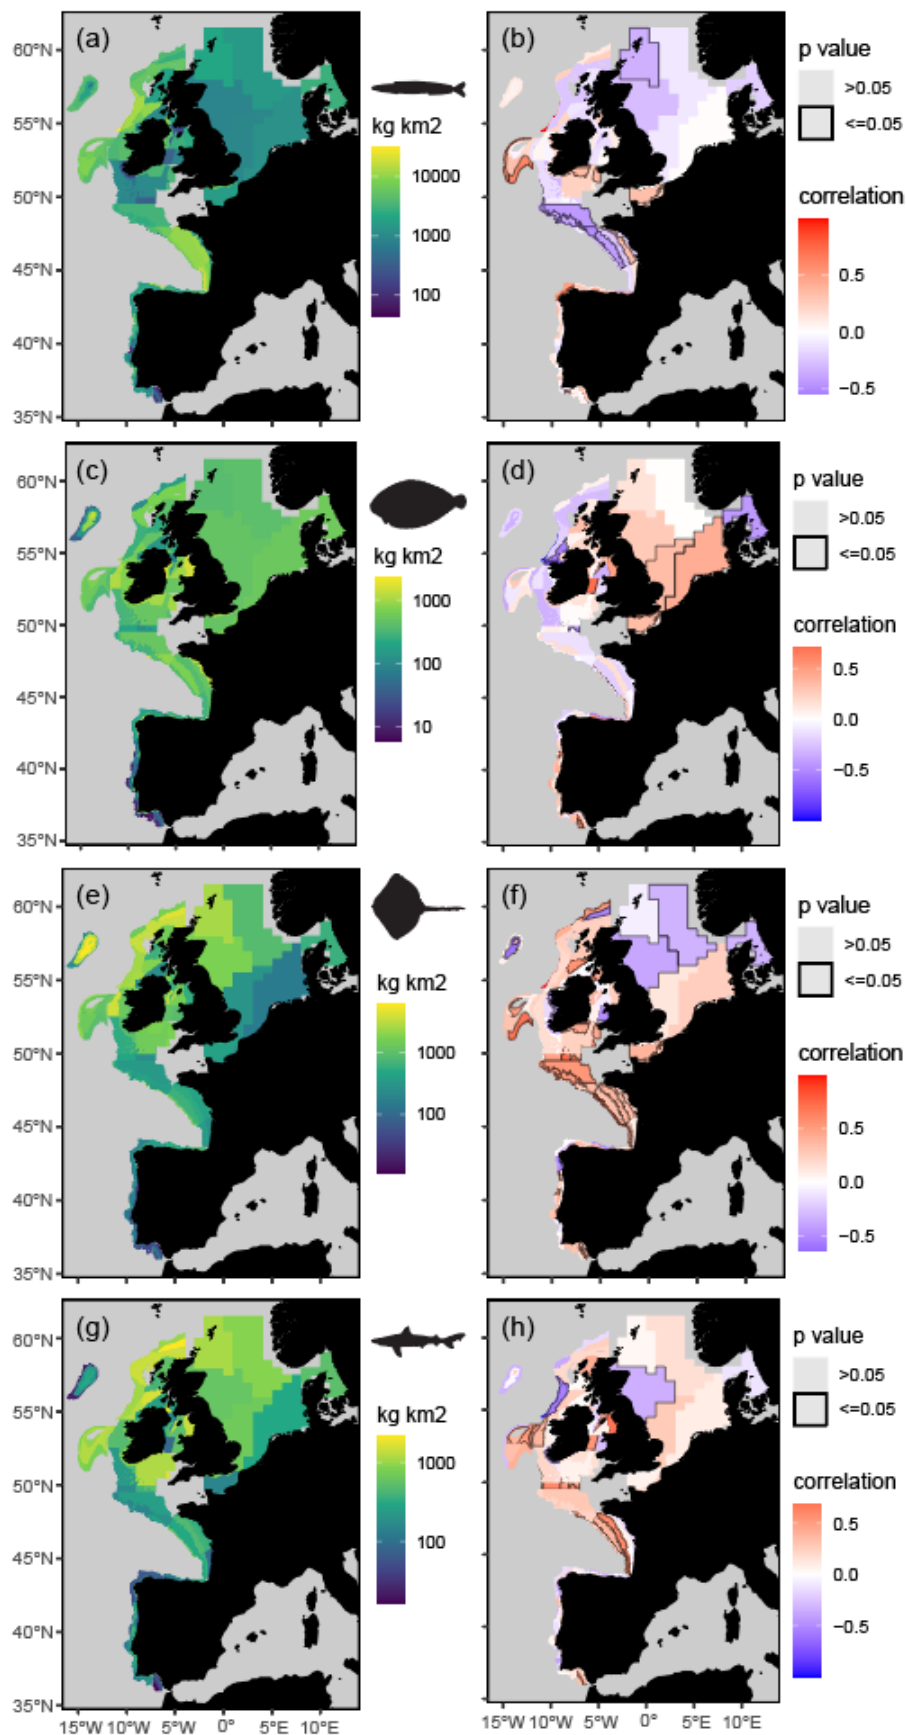 (a)
60°N
55°N
50°N
45°N
40°N
35°N
kg km2
10000
1000
100
(b)
p value
>0.05
<=0.05
correlation
0.5
0.0
−0.5
(c)
60°N
55°N
50°N
45°N
40°N
35°N
kg km2
1000
100
10
(d)
p value
>0.05
<=0.05
correlation
0.5
0.0
−0.5
(e)
60°N
55°N
50°N
45°N
40°N
35°N
kg km2
1000
100
(f)
p value
>0.05
<=0.05
correlation
0.5
0.0
−0.5
(g)
60°N
55°N
50°N
45°N
40°N
35°N
kg km2
1000
100
(h)
p value
>0.05
<=0.05
correlation
0.5
0.0
−0.5
15°W 10°W 5°W 0° 5°E 10°E
15°W 10°W 5°W 0° 5°E 10°E